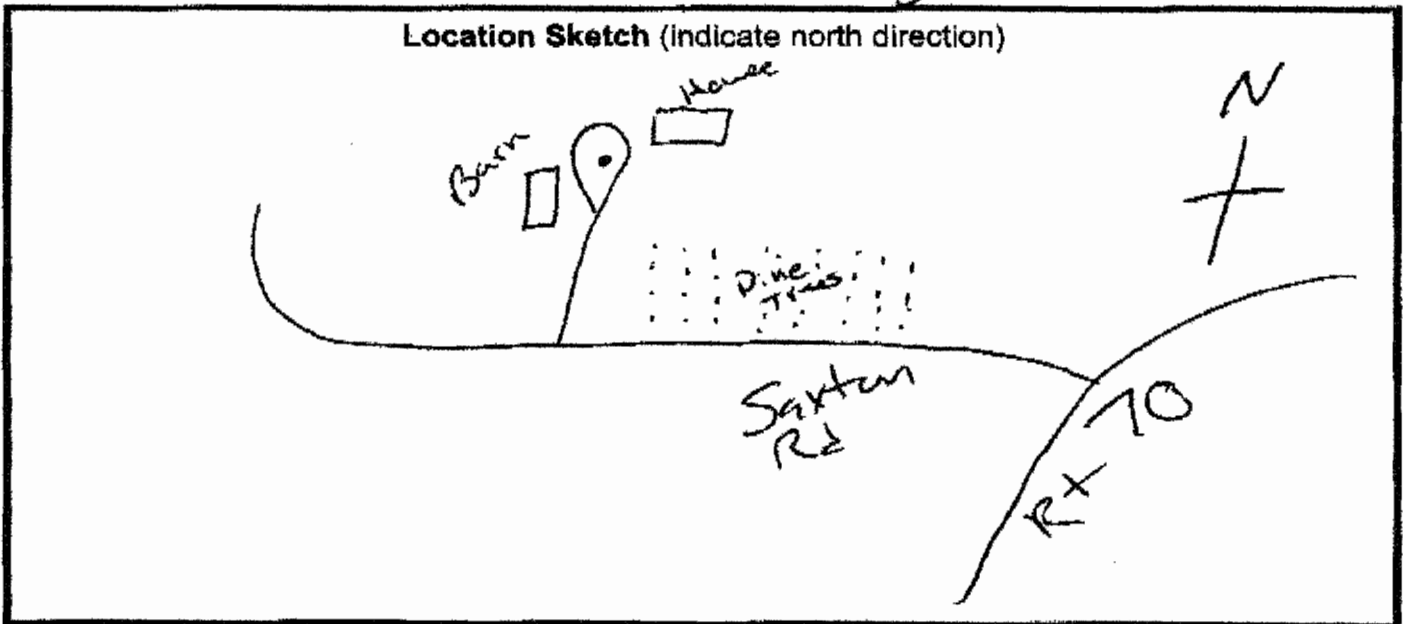 Location Sketch (indicate north direction)
House
N
Barn
Pine
Trees
Saxton
Rd
Rt 70